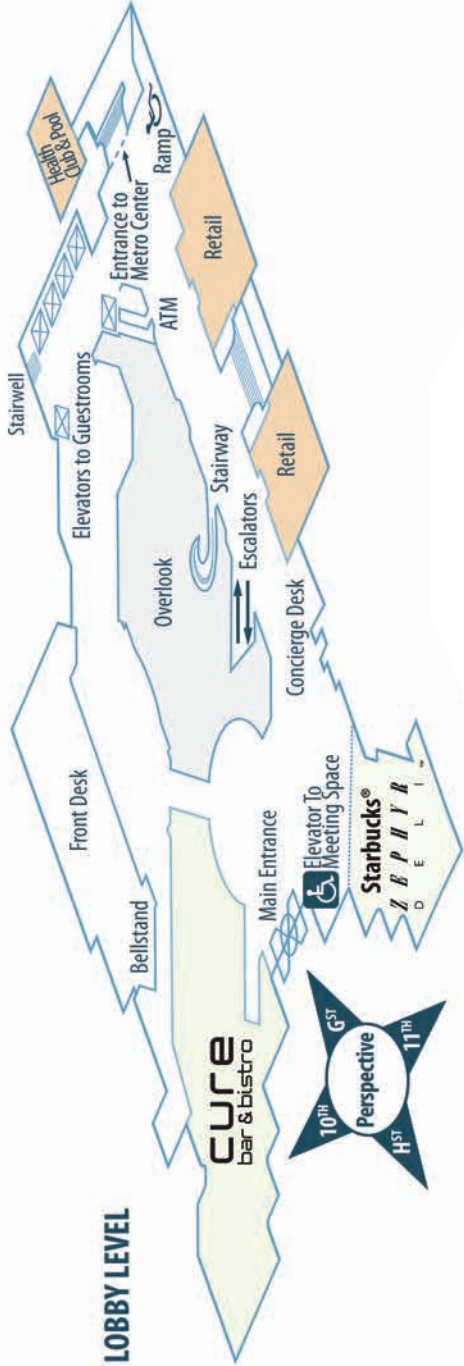 LOBBY LEVEL
Stairwell
Health
Club & Pool
Elevators to Guestrooms
Entrance to
Metro Center
Ramp
ATM
Retail
Front Desk
Overlook
Stairway
Escalators
Retail
Bellstand
Concierge Desk
cure
bar & bistro
Main Entrance
Elevator To
Meeting Space
Starbucks®
ZEPHYR
DELI™
10TH
GST
Perspective
HST
11TH